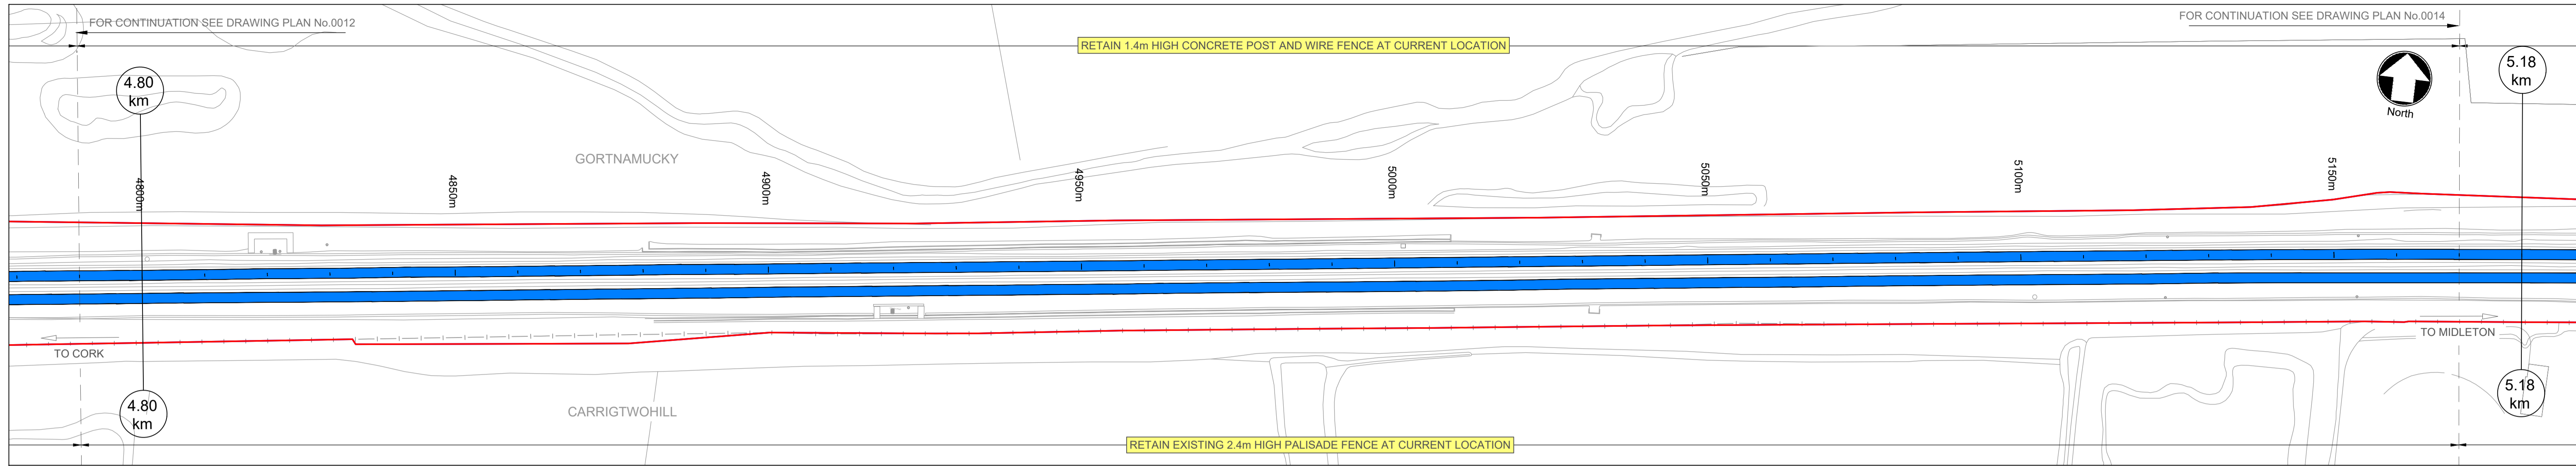 FOR CONTINUATION SEE DRAWING PLAN No.0012
FOR CONTINUATION SEE DRAWING PLAN No.0014
RETAIN 1.4m HIGH CONCRETE POST AND WIRE FENCE AT CURRENT LOCATION
4.80
km
5.18
km
North
GORTNAMUCKY
4800m
4850m
4900m
4950m
5000m
5050m
5100m
5150m
TO CORK
TO MIDLETON
4.80
km
CARRIGTWOHILL
5.18
km
RETAIN EXISTING 2.4m HIGH PALISADE FENCE AT CURRENT LOCATION